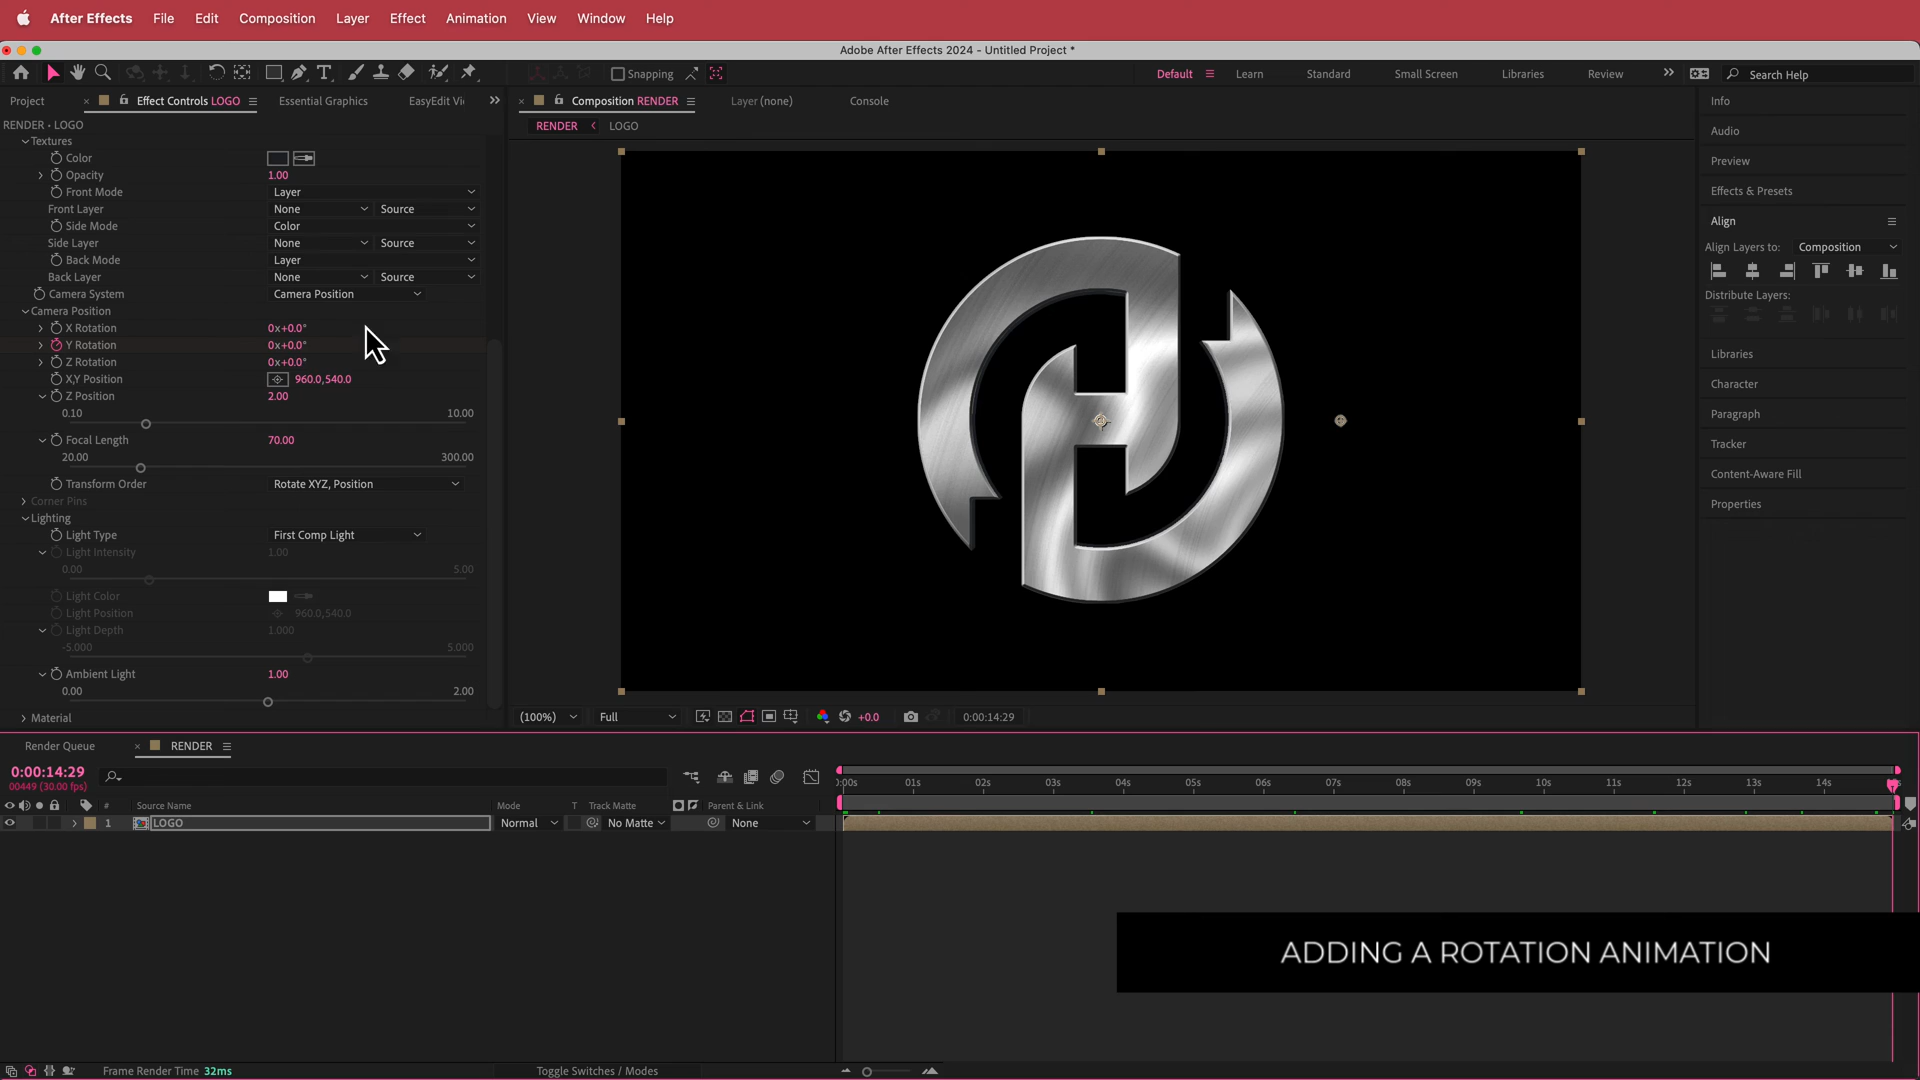 After Effects File Edit Composition Layer Effect Animation View Window Help
Adobe After Effects 2024 - Untitled Project *
Snapping Default Learn Standard Small Screen Libraries Review Search Help
Project Effect Controls LOGO Essential Graphics EasyEdit Vi
Composition RENDER Layer (none) Console
RENDER • LOGO
RENDER LOGO
Textures
Color
Opacity 1.00
Front Mode Layer
Front Layer None Source
Side Mode Color
Side Layer None Source
Back Mode Layer
Back Layer None Source
Camera System Camera Position
Camera Position
X Rotation 0x+0.0°
Y Rotation 0x+0.0°
Z Rotation 0x+0.0°
X,Y Position 960.0,540.0
Z Position 2.00
0.10 10.00
Focal Length 70.00
20.00 300.00
Transform Order Rotate XYZ, Position
Corner Pins
Lighting
Light Type First Comp Light
Light Intensity 1.00
0.00 5.00
Light Color
Light Position 960.0,540.0
Light Depth 1.000
-5.000 5.000
Ambient Light 1.00
0.00 2.00
Material
(100%) Full +0.0 0:00:14:29
Info
Audio
Preview
Effects & Presets
Align
Align Layers to: Composition
Distribute Layers:
Libraries
Character
Paragraph
Tracker
Content-Aware Fill
Properties
Render Queue RENDER
0:00:14:29
00449 (30.00 fps)
:00s 01s 02s 03s 04s 05s 06s 07s 08s 09s 10s 11s 12s 13s 14s
# Source Name Mode T Track Matte Parent & Link
1 LOGO Normal No Matte None
ADDING A ROTATION ANIMATION
Frame Render Time 32ms Toggle Switches / Modes